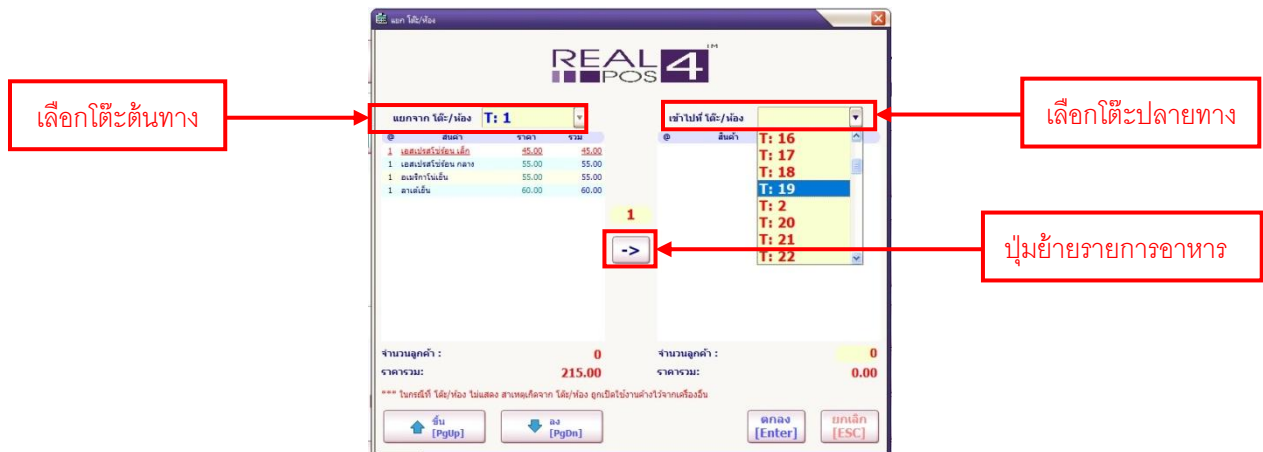 แยก โต๊ะ/ห้อง
REAL
POS
4
TM
เลือกโต๊ะต้นทาง
แยกจาก โต๊ะ/ห้อง T: 1
เข้าไปที่ โต๊ะ/ห้อง
เลือกโต๊ะปลายทาง
@ สินค้า ราคา รวม
1 เอสเปรสโซ่ร้อน เล็ก 45.00 45.00
1 เอสเปรสโซ่ร้อน กลาง 55.00 55.00
1 อเมริกาโน่เย็น 55.00 55.00
1 ลาเต้เย็น 60.00 60.00
@ สินค้า
T: 16
T: 17
T: 18
T: 19
T: 2
T: 20
T: 21
T: 22
1
->
ปุ่มย้ายรายการอาหาร
จำนวนลูกค้า : 0
ราคารวม: 215.00
จำนวนลูกค้า : 0
ราคารวม: 0.00
*** ในกรณีที่ โต๊ะ/ห้อง ไม่แสดง สาเหตุเกิดจาก โต๊ะ/ห้อง ถูกเปิดใช้งานค้างไว้จากเครื่องอื่น
ขึ้น
[PgUp]
ลง
[PgDn]
ตกลง
[Enter]
ยกเลิก
[ESC]